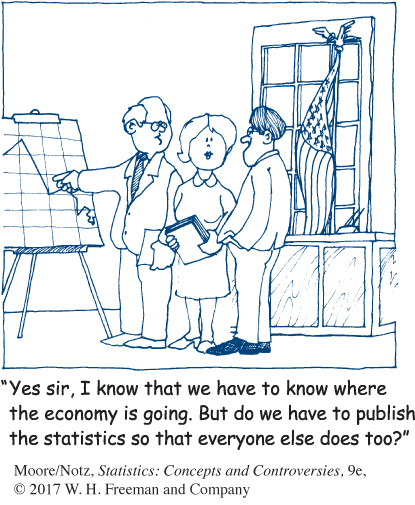 “Yes sir, I know that we have to know where
the economy is going. But do we have to publish
the statistics so that everyone else does too?”
Moore/Notz, Statistics: Concepts and Controversies, 9e,
© 2017 W. H. Freeman and Company